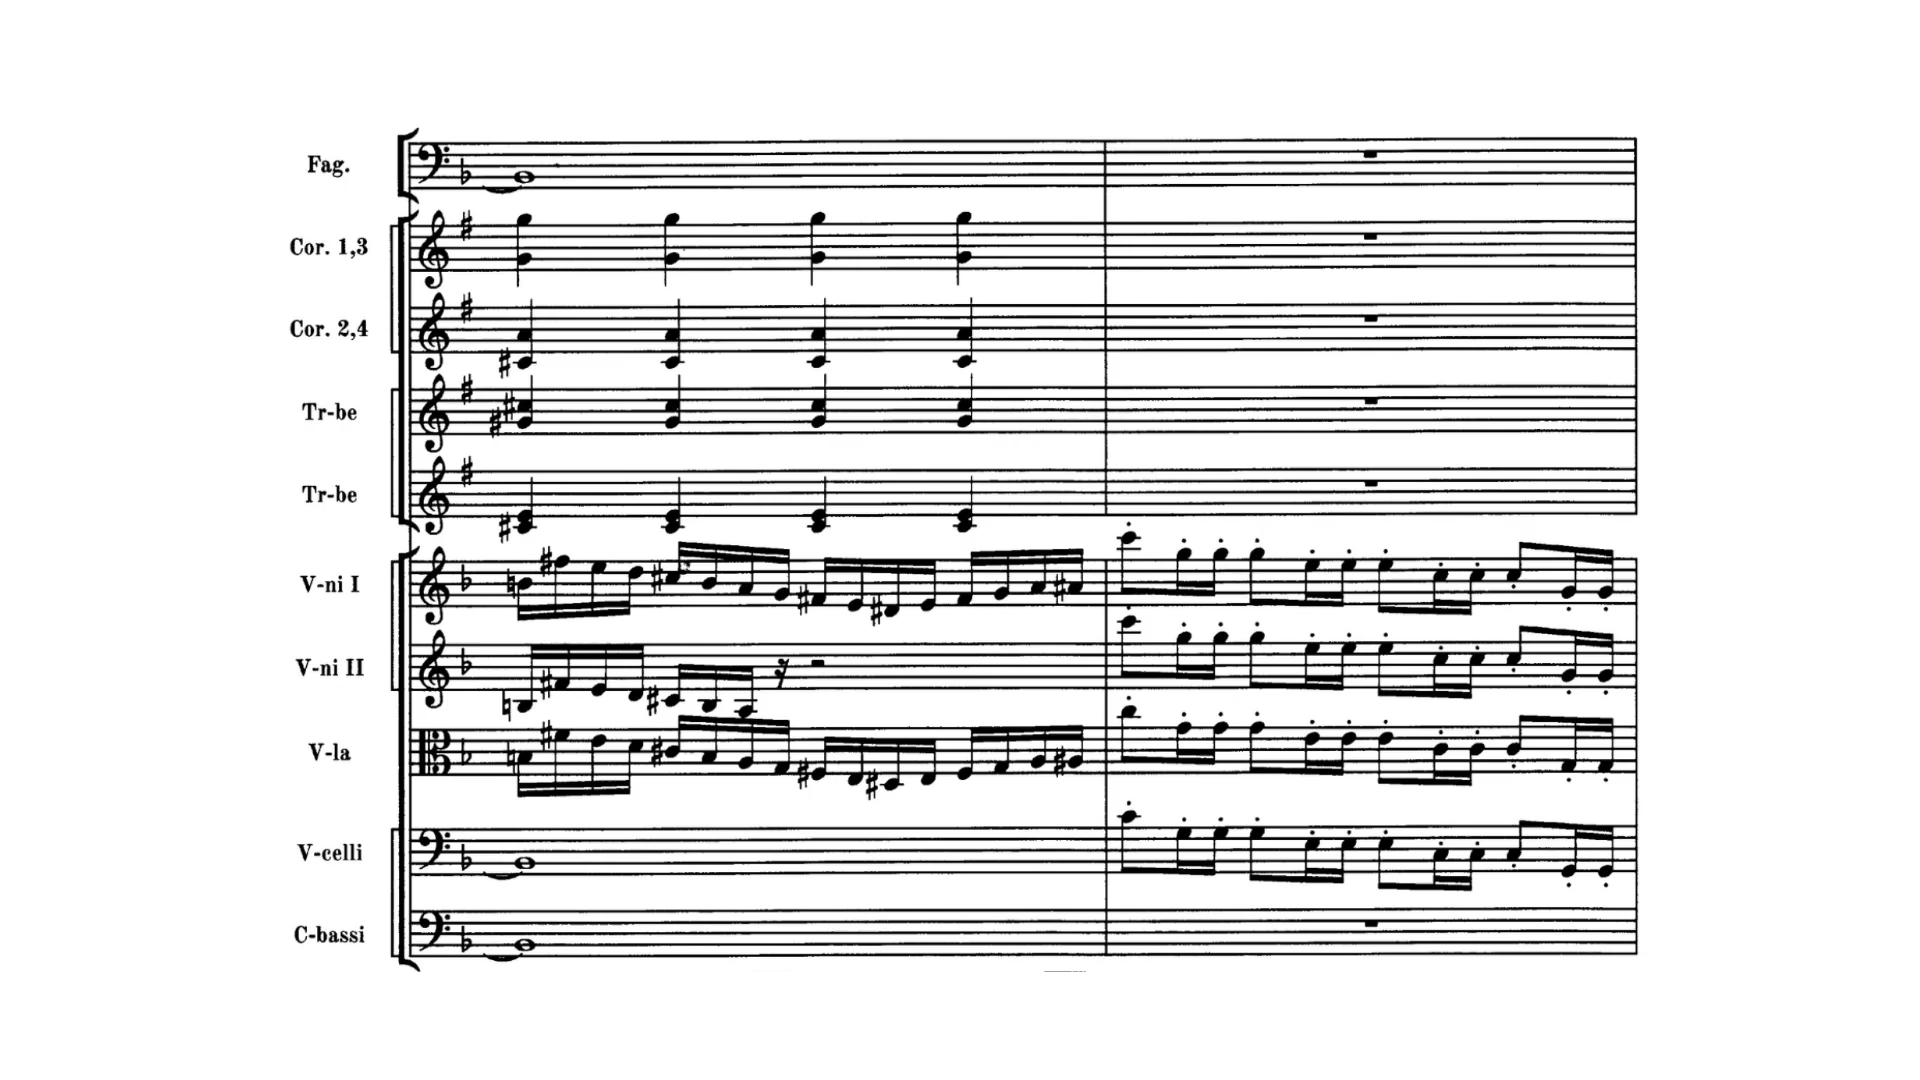 Fag.
Cor. 1,3
Cor. 2,4
Tr-be
Tr-be
V-ni I
V-ni II
V-la
V-celli
C-bassi